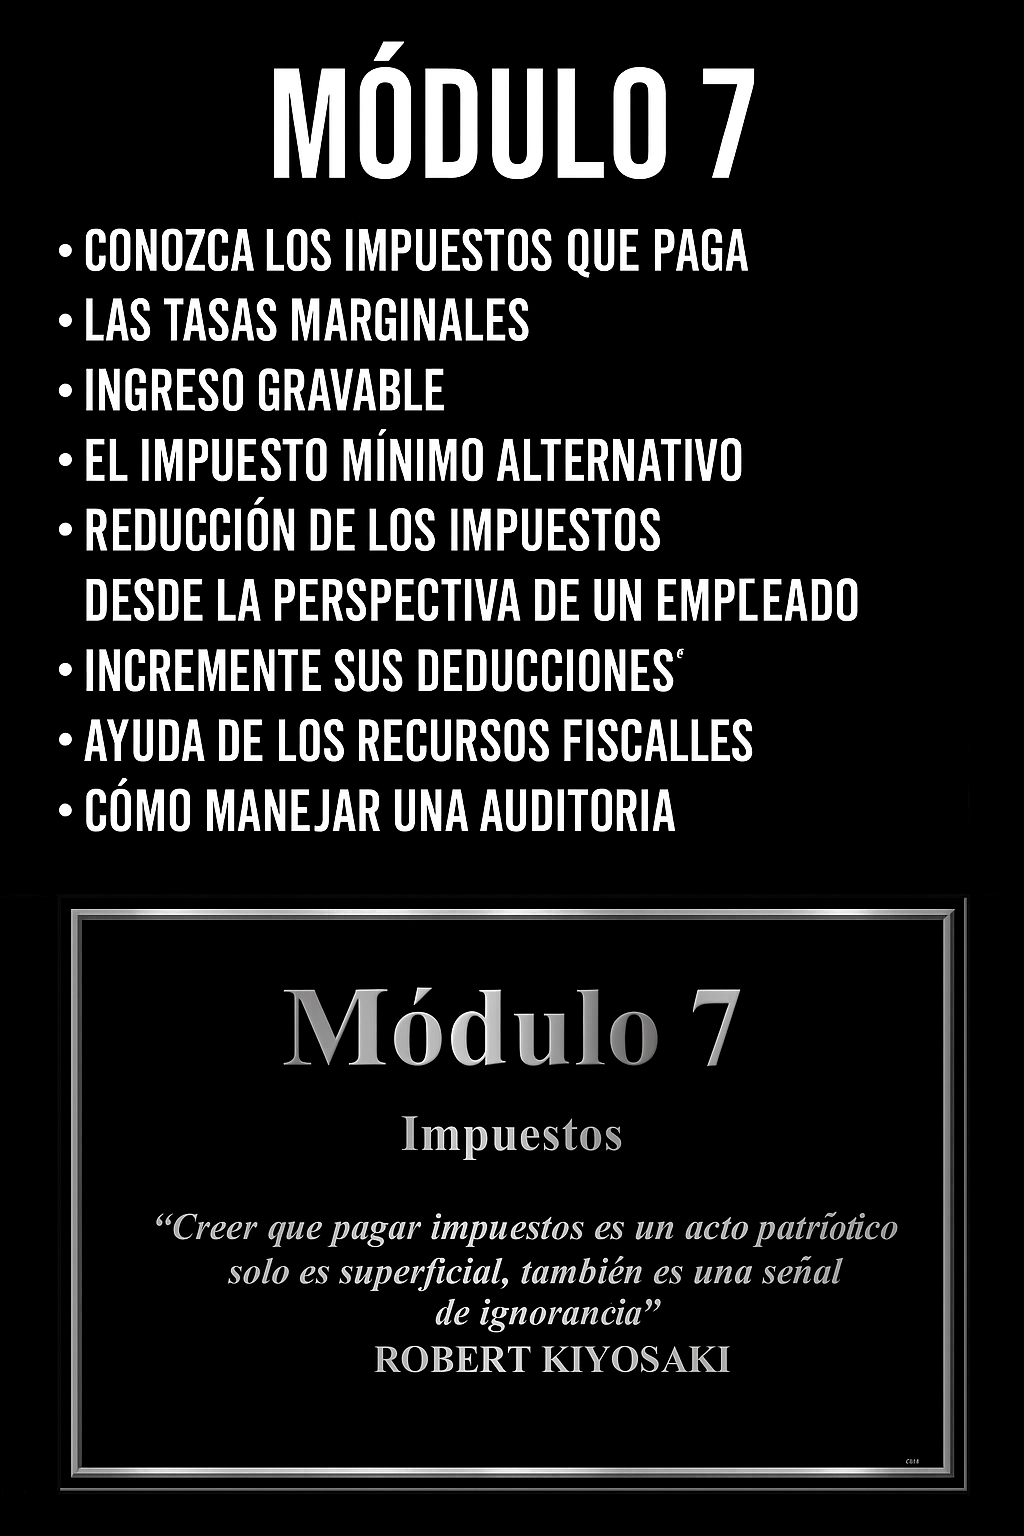 MÓDULO 7
• CONOZCA LOS IMPUESTOS QUE PAGA
• LAS TASAS MARGINALES
• INGRESO GRAVABLE
• EL IMPUESTO MÍNIMO ALTERNATIVO
• REDUCCIÓN DE LOS IMPUESTOS
DESDE LA PERSPECTIVA DE UN EMPLEADO
• INCREMENTE SUS DEDUCCIONES
• AYUDA DE LOS RECURSOS FISCALLES
• CÓMO MANEJAR UNA AUDITORIA
Módulo 7
Impuestos
“Creer que pagar impuestos es un acto patrĩotico
solo es superficial, también es una señal
de ignorancia”
ROBERT KIYOSAKI